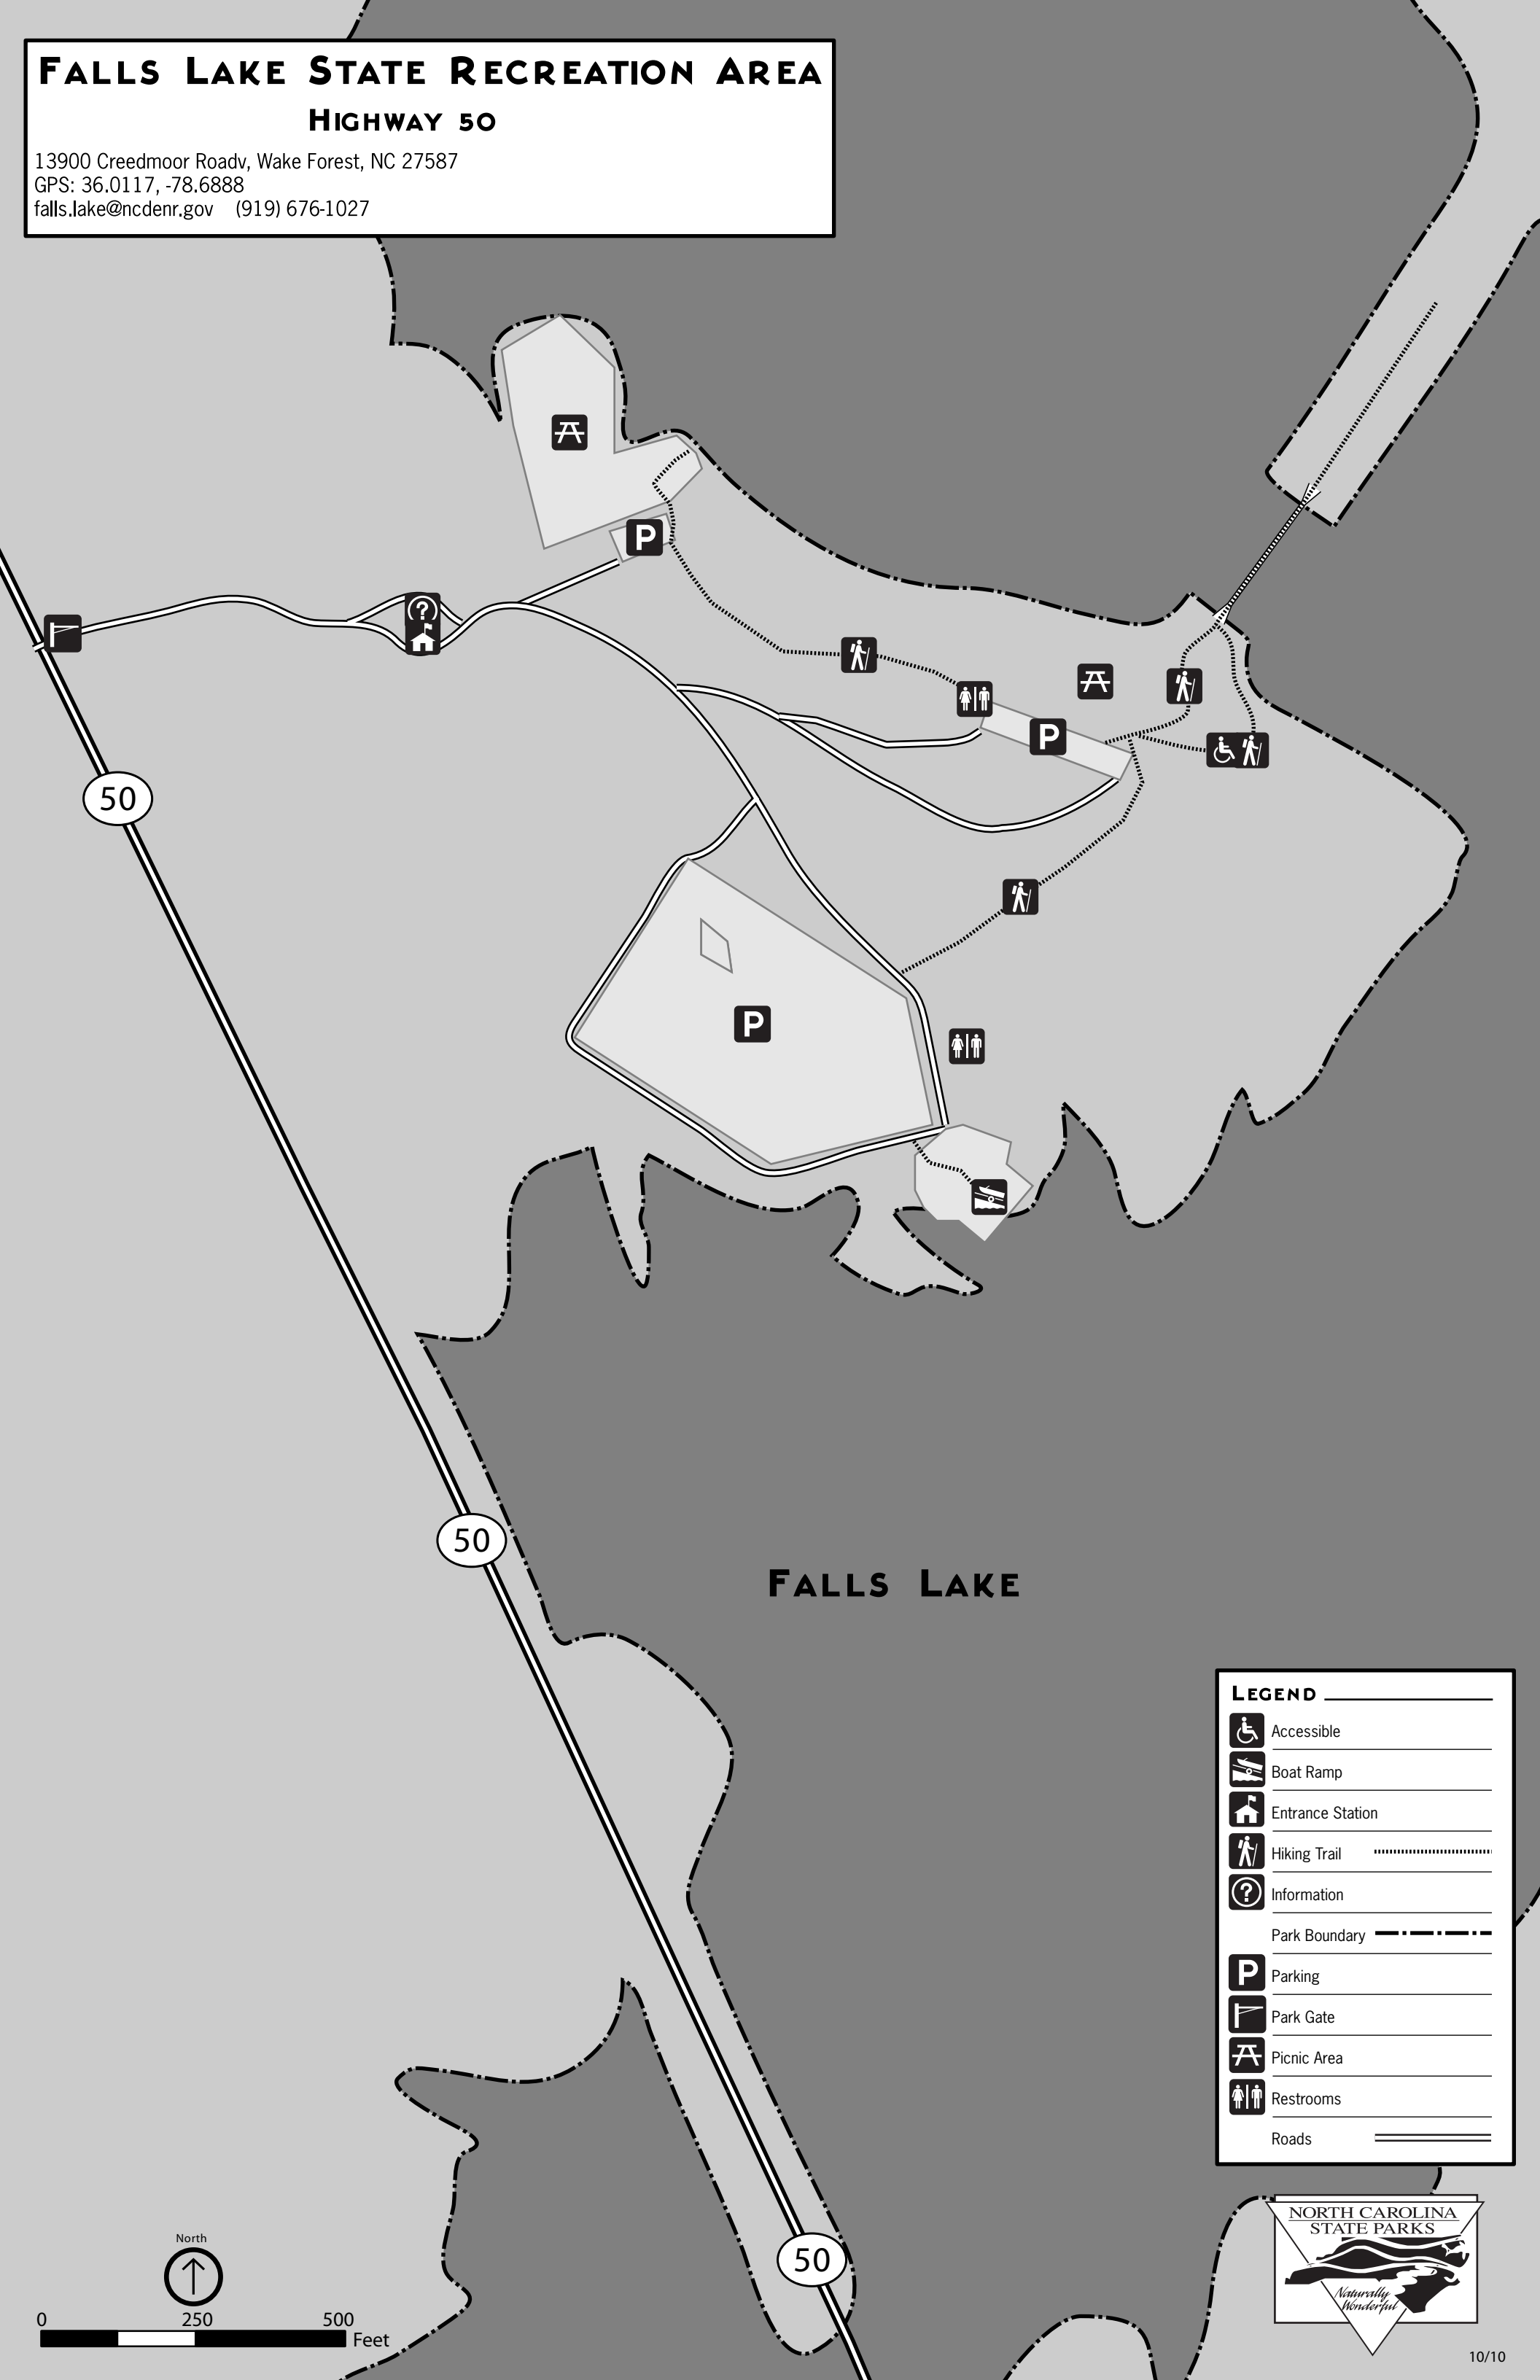 FALLS LAKE STATE RECREATION AREA
HIGHWAY 50
13900 Creedmoor Roadv, Wake Forest, NC 27587
GPS: 36.0117, -78.6888
falls.lake@ncdenr.gov (919) 676-1027
?
P
P
P
50
50
FALLS LAKE
50
LEGEND
Accessible
Boat Ramp
Entrance Station
Hiking Trail
? Information
Park Boundary
P Parking
Park Gate
Picnic Area
Restrooms
Roads
North
0 250 500
Feet
NORTH CAROLINA
STATE PARKS
Naturally
Wonderful
10/10